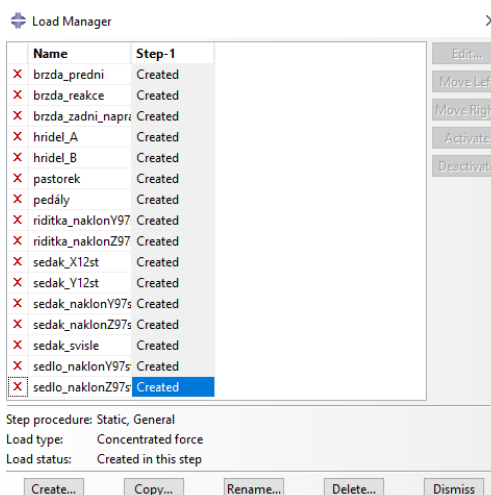 Load Manager
Name Step-1
brzda_predni Created
brzda_reakce Created
brzda_zadni_napra Created
hridel_A Created
hridel_B Created
pastorek Created
pedály Created
riditka_naklonY97 Created
riditka_naklonZ97 Created
sedak_X12st Created
sedak_Y12st Created
sedak_naklonY97s Created
sedak_naklonZ97s Created
sedak_svisle Created
sedlo_naklonY97s Created
sedlo_naklonZ97s Created
Edit...
Move Lef
Move Righ
Activate
Deactivat
Step procedure: Static, General
Load type: Concentrated force
Load status: Created in this step
Create... Copy... Rename... Delete... Dismiss